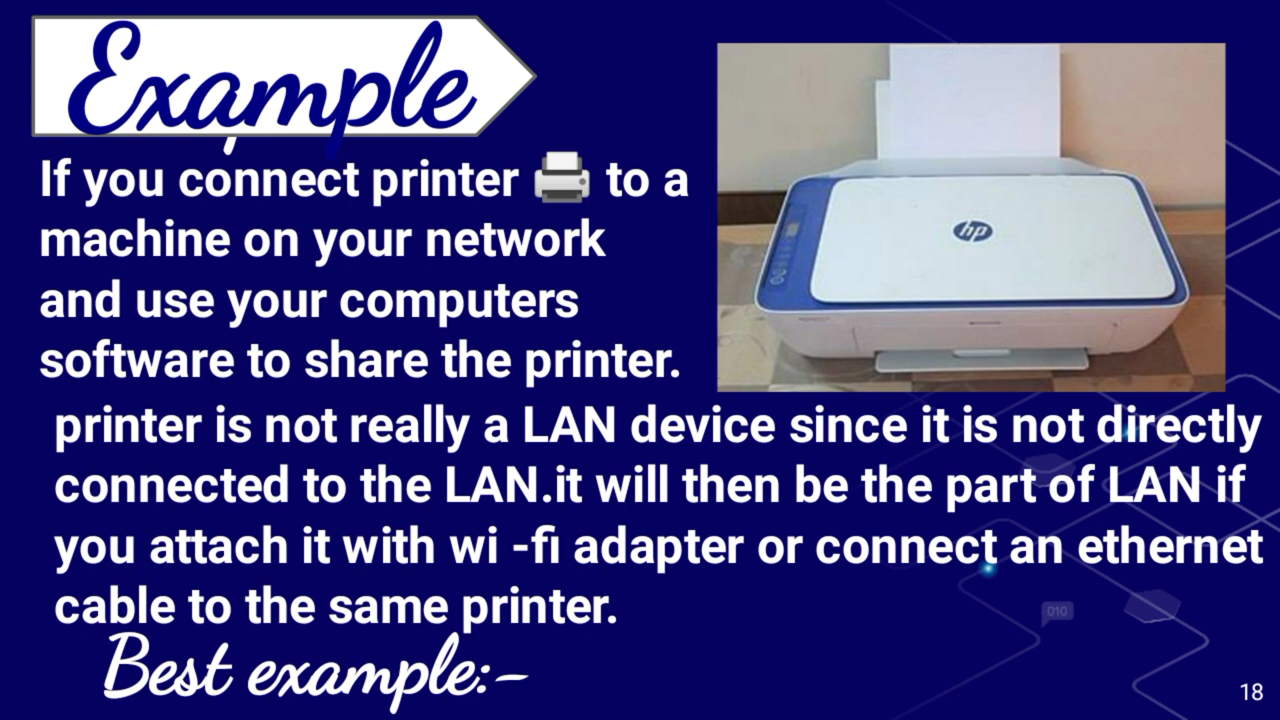 Example
If you connect printer 🖨 to a
machine on your network
and use your computers
software to share the printer.
hp
printer is not really a LAN device since it is not directly
connected to the LAN.it will then be the part of LAN if
you attach it with wi -fi adapter or connect an ethernet
cable to the same printer.
010
Best example:-
18